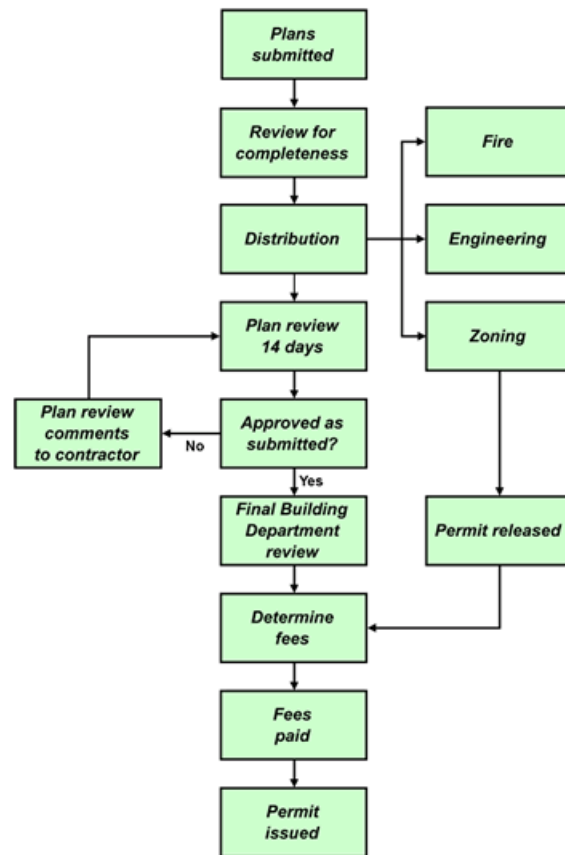 Plans
submitted
Review for
completeness
Fire
Distribution
Engineering
Plan review
14 days
Zoning
Plan review
comments
to contractor
No
Approved as
submitted?
Yes
Final Building
Department
review
Permit released
Determine
fees
Fees
paid
Permit
issued